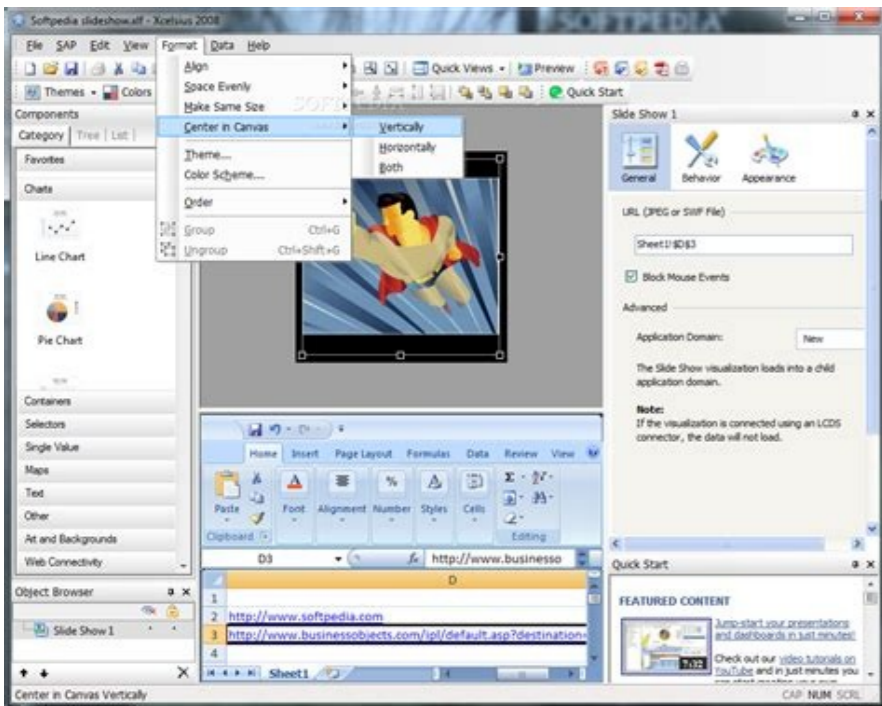 Softpedia slideshow.xlf - Xcelsius 2008
SOFTPEDIA
File SAP Edit View Format Data Help
Quick Views Preview
Themes Colors
Quick Start
Align
Space Evenly
Make Same Size
Center in Canvas
Theme...
Color Scheme...
Order
Group Ctrl+G
Ungroup Ctrl+Shift+G
Vertically
Horizontally
Both
SOFTPEDIA
Components
Category Tree List
Favorites
Charts
Line Chart
Pie Chart
Containers
Selectors
Single Value
Maps
Text
Other
Art and Backgrounds
Web Connectivity
Object Browser
Slide Show 1
Home Insert Page Layout Formulas Data Review View
Paste Font Alignment Number Styles Cells
Clipboard Editing
D3 fx http://www.businesso
D
1
2 http://www.softpedia.com
3 http://www.businessobjects.com/ipl/default.asp?destination=
4
Sheet1
Slide Show 1
General Behavior Appearance
URL (JPEG or SWF File)
Sheet1!$D$3
Block Mouse Events
Advanced
Application Domain: New
The Slide Show visualization loads into a child
application domain.
Note:
If the visualization is connected using an LCDS
connector, the data will not load.
Quick Start
FEATURED CONTENT
Jump-start your presentations
and dashboards in just minutes!
7:32
Check out our video tutorials on
YouTube and in just minutes you
Center in Canvas Vertically
CAP NUM SCRL